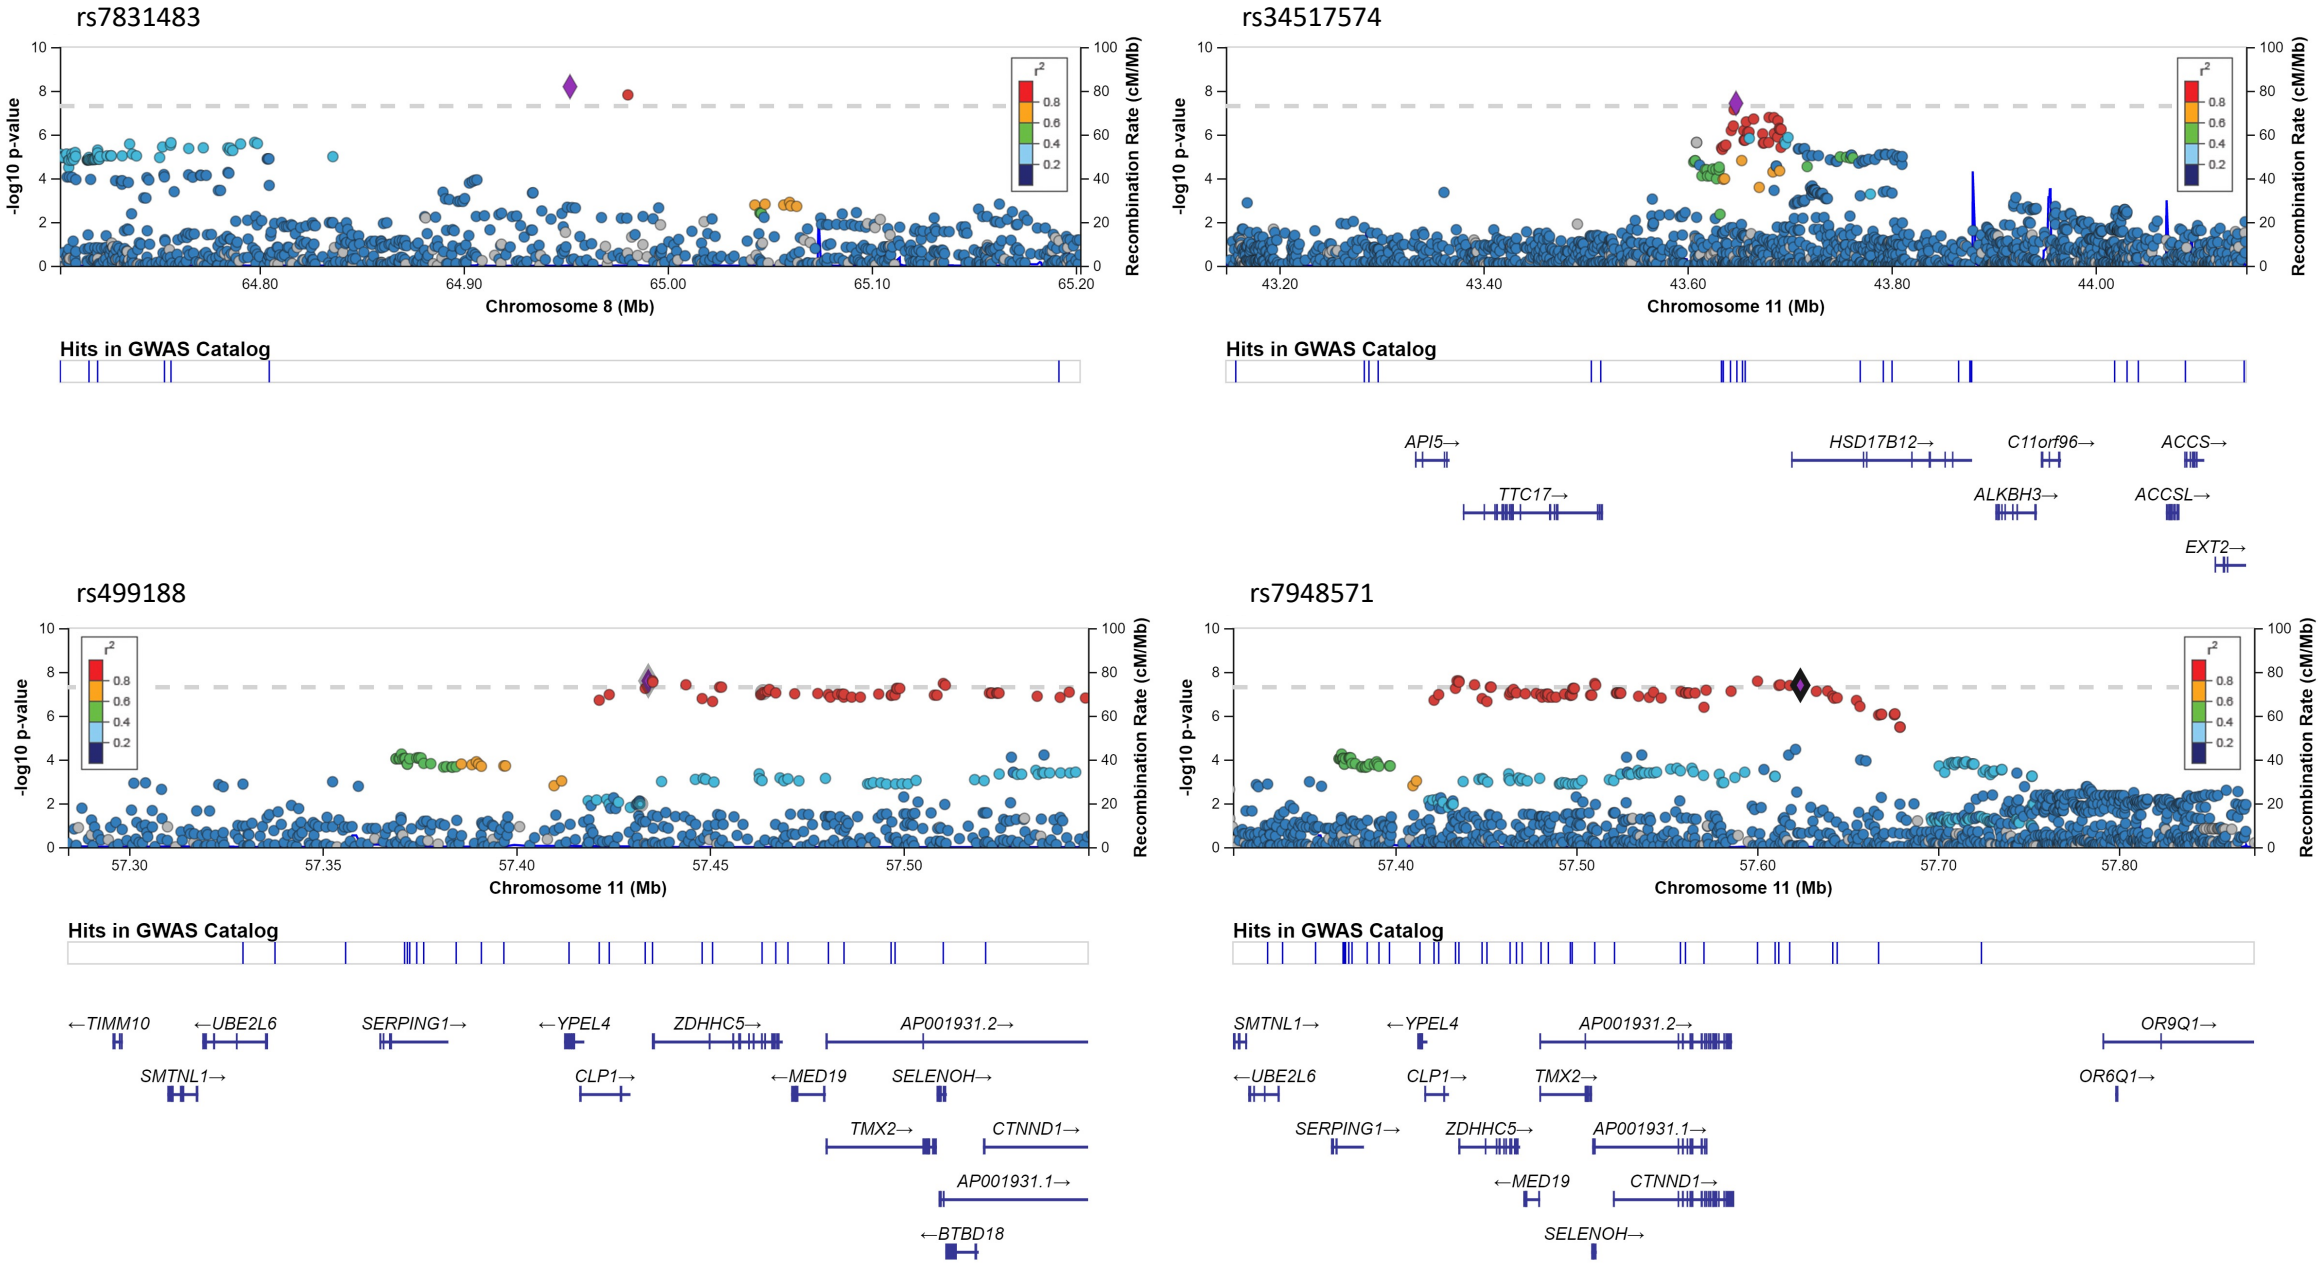 rs7831483
10
8
6
4
2
0
-log10 p-value
100
80
60
40
20
0
Recombination Rate (cM/Mb)
r²
0.8
0.6
0.4
0.2
64.80
64.90
65.00
65.10
65.20
Chromosome 8 (Mb)
Hits in GWAS Catalog
rs34517574
10
8
6
4
2
0
-log10 p-value
100
80
60
40
20
0
Recombination Rate (cM/Mb)
r²
0.8
0.6
0.4
0.2
43.20
43.40
43.60
43.80
44.00
Chromosome 11 (Mb)
Hits in GWAS Catalog
API5→
HSD17B12→
C11orf96→
ACCS→
TTC17→
ALKBH3→
ACCSL→
EXT2→
rs499188
10
8
6
4
2
0
-log10 p-value
100
80
60
40
20
0
Recombination Rate (cM/Mb)
r²
0.8
0.6
0.4
0.2
57.30
57.35
57.40
57.45
57.50
Chromosome 11 (Mb)
Hits in GWAS Catalog
←TIMM10
←UBE2L6
SERPING1→
←YPEL4
ZDHHC5→
AP001931.2→
SMTNL1→
CLP1→
←MED19
SELENOH→
TMX2→
CTNND1→
AP001931.1→
←BTBD18
rs7948571
10
8
6
4
2
0
-log10 p-value
100
80
60
40
20
0
Recombination Rate (cM/Mb)
r²
0.8
0.6
0.4
0.2
57.40
57.50
57.60
57.70
57.80
Chromosome 11 (Mb)
Hits in GWAS Catalog
SMTNL1→
←YPEL4
AP001931.2→
OR9Q1→
←UBE2L6
CLP1→
TMX2→
OR6Q1→
SERPING1→
ZDHHC5→
AP001931.1→
←MED19
CTNND1→
SELENOH→